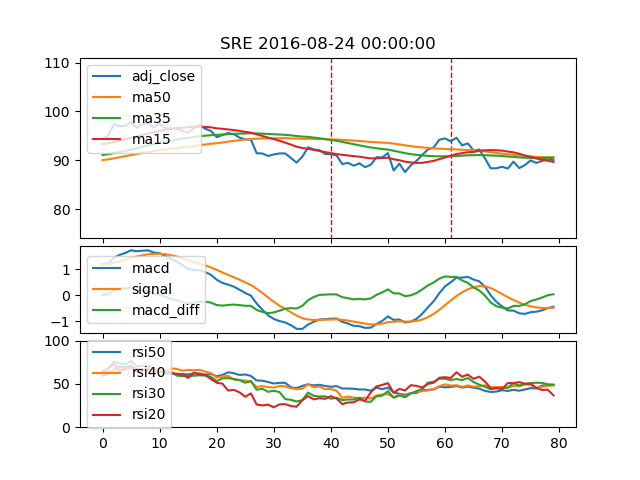 SRE 2016-08-24 00:00:00
110
100
90
80
adj_close
ma50
ma35
ma15
1
0
−1
macd
signal
macd_diff
100
50
0
rsi50
rsi40
rsi30
rsi20
0 10 20 30 40 50 60 70 80